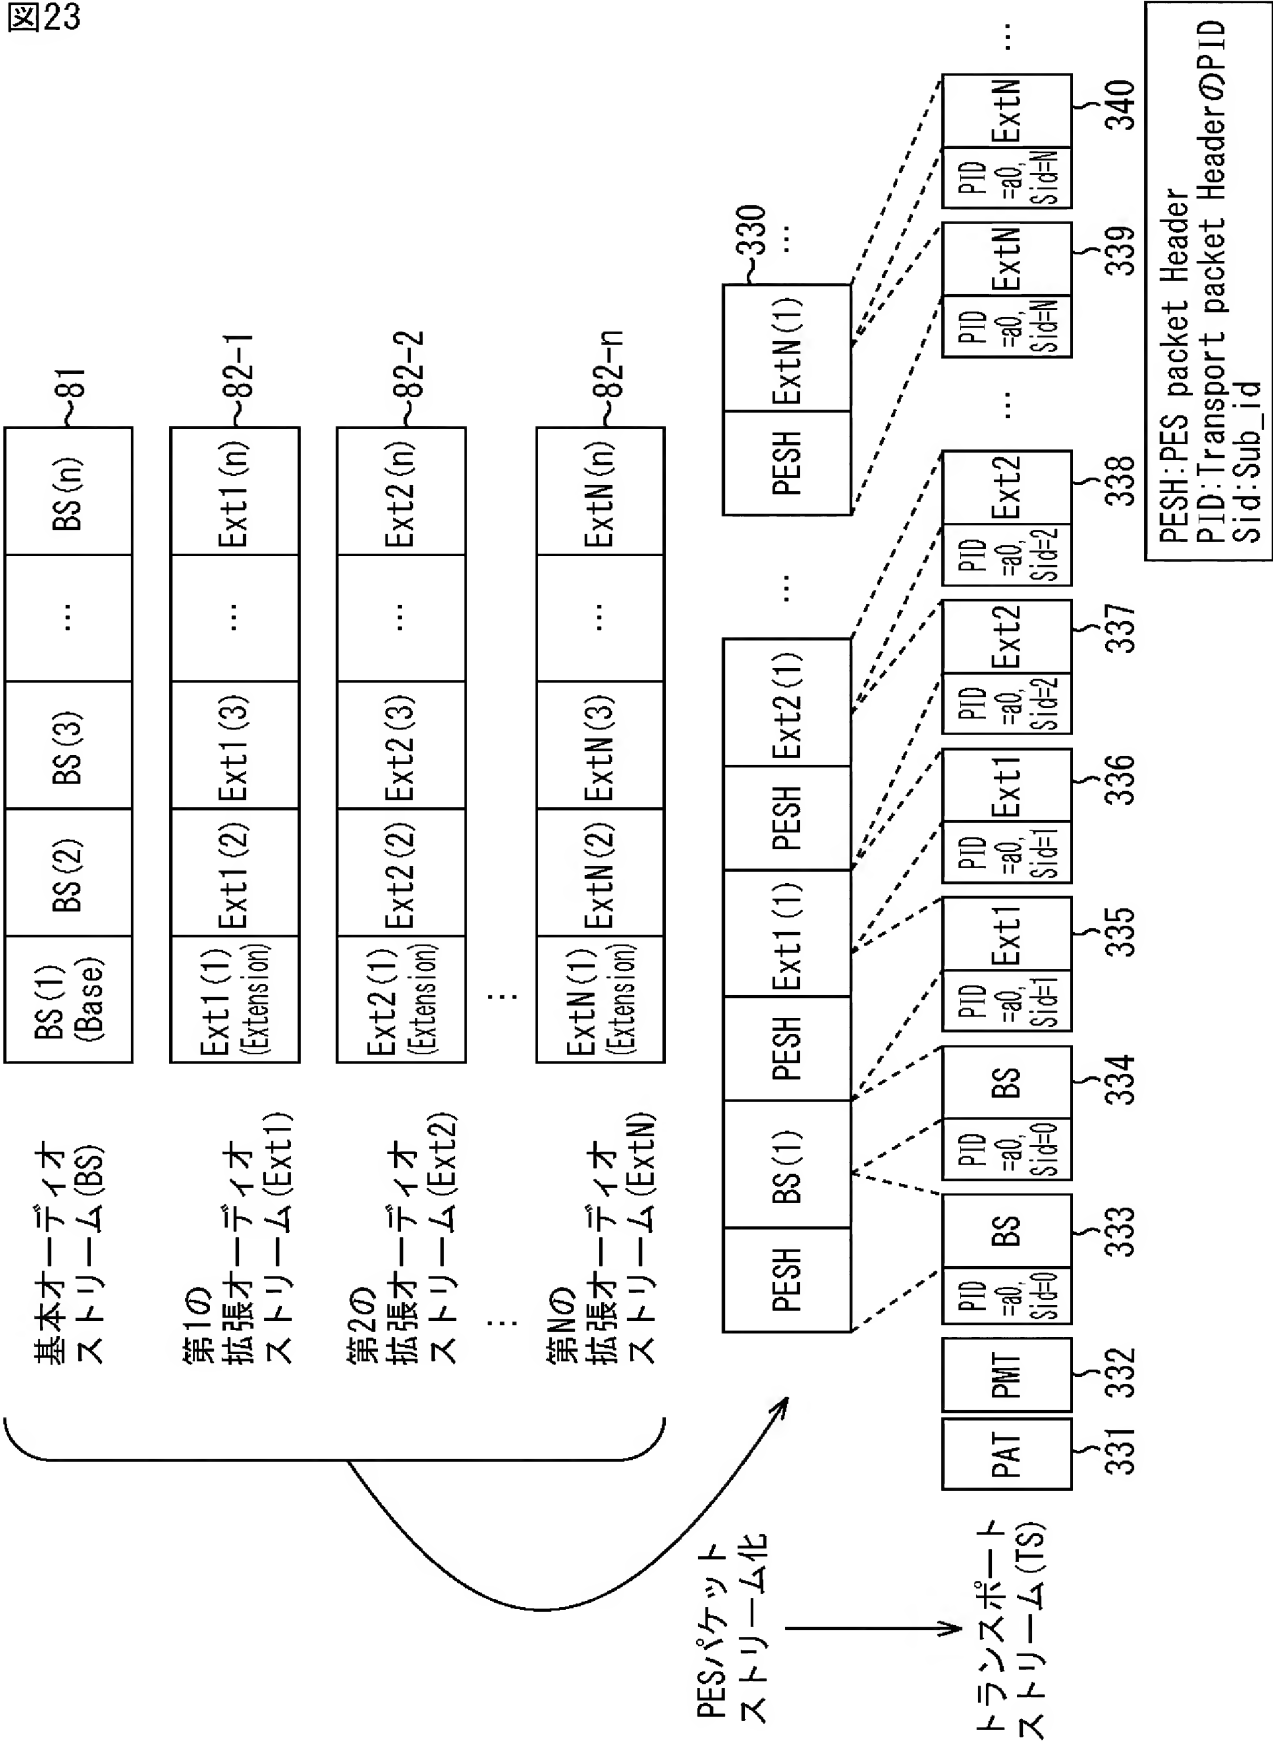 図23
基本オーディオ
ストリーム(BS)
BS(1)
(Base)
BS(2)
BS(3)
...
BS(n)
81
第1の
拡張オーディオ
ストリーム(Ext1)
Ext1(1)
(Extension)
Ext1(2)
Ext1(3)
...
Ext1(n)
82-1
第2の
拡張オーディオ
ストリーム(Ext2)
Ext2(1)
(Extension)
Ext2(2)
Ext2(3)
...
Ext2(n)
82-2
...
...
第Nの
拡張オーディオ
ストリーム(ExtN)
ExtN(1)
(Extension)
ExtN(2)
ExtN(3)
...
ExtN(n)
82-n
PESパケット
ストリーム化
PESH
BS(1)
PESH
Ext1(1)
PESH
Ext2(1)
...
PESH
ExtN(1)
330
...
トランスポート
ストリーム(TS)
PAT
331
PMT
332
PID
=a0,
Sid=0
BS
333
PID
=a0,
Sid=0
BS
334
PID
=a0,
Sid=1
Ext1
335
PID
=a0,
Sid=1
Ext1
336
PID
=a0,
Sid=2
Ext2
337
PID
=a0,
Sid=2
Ext2
338
...
PID
=a0,
Sid=N
ExtN
339
PID
=a0,
Sid=N
ExtN
340
...
PESH:PES packet Header
PID:Transport packet HeaderのPID
Sid:Sub_id